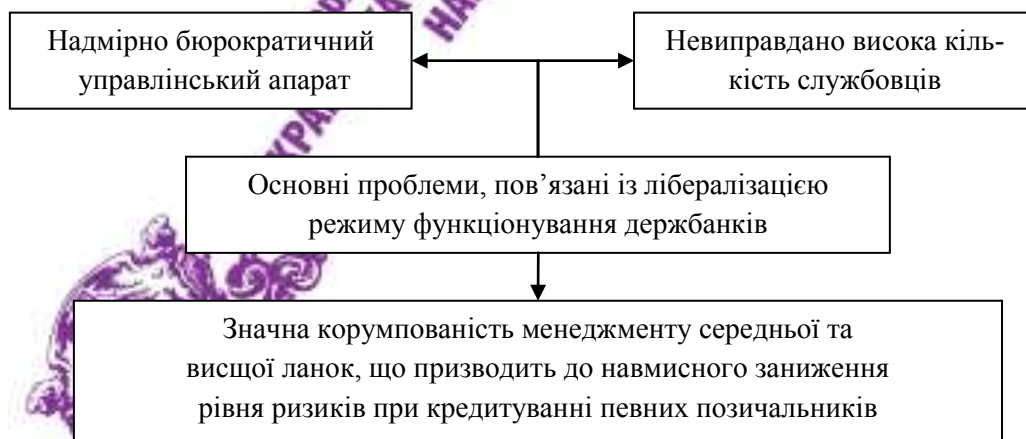 Надмірно бюрократичний
управлінський апарат
Невиправдано висока кіль-
кість службовців
Основні проблеми, пов’язані із лібералізацією
режиму функціонування держбанків
Значна корумпованість менеджменту середньої та
висщої ланок, що призводить до навмисного заниження
рівня ризиків при кредитуванні певних позичальників